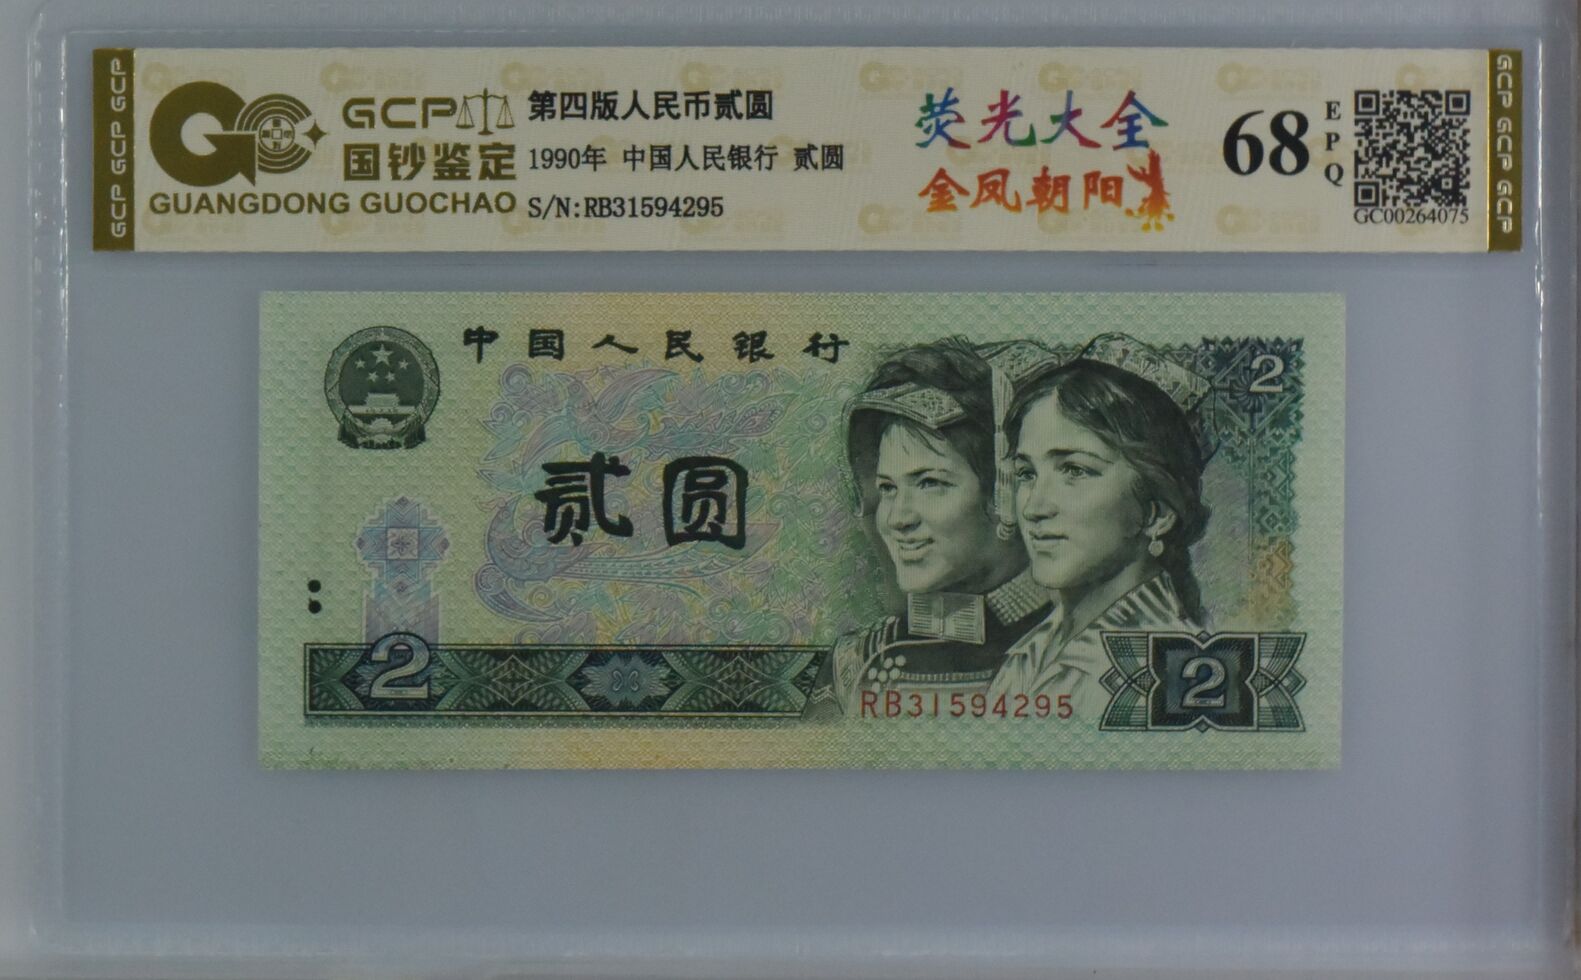 GCP GCP GCP
GCP
国钞鉴定
GUANGDONG GUOCHAO
第四版人民币贰圆
1990年 中国人民银行 贰圆
S/N:RB31594295
荧光大全
金凤朝阳
68
EPQ
GC00264075
GCP GCP GCP
中国人民银行
2
贰圆
2
RB31594295
2